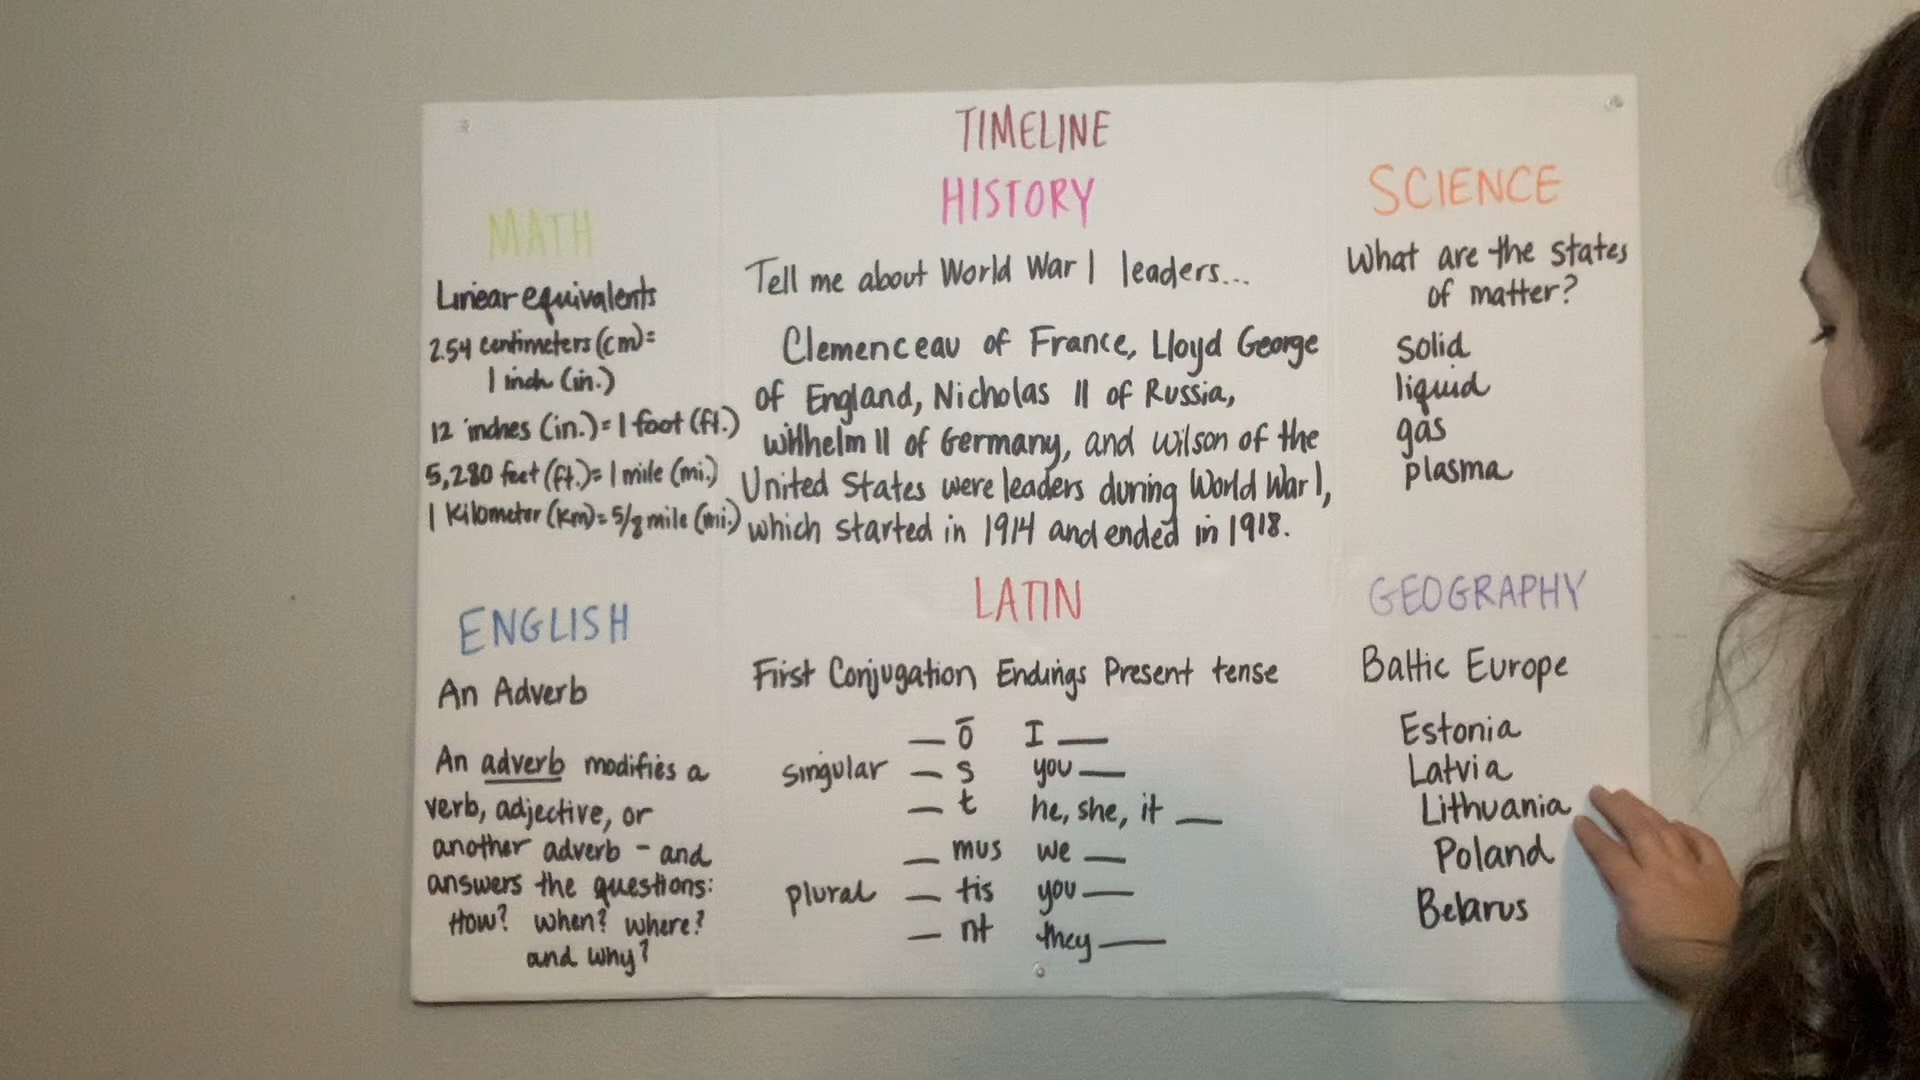 TIMELINE
MATH
Linear equivalents
2.54 centimeters (cm)=
1 inch (in.)
12 inches (in.)= 1 foot (ft.)
5,280 feet (ft.)= 1 mile (mi.)
1 Kilometer (km)= 5/8 mile (mi.)
HISTORY
Tell me about World War I leaders...
Clemenceau of France, Lloyd George
of England, Nicholas II of Russia,
Wilhelm II of Germany, and Wilson of the
United States were leaders during World War I,
which started in 1914 and ended in 1918.
SCIENCE
What are the states
of matter?
solid
liquid
gas
plasma
ENGLISH
An Adverb
An adverb modifies a
verb, adjective, or
another adverb - and
answers the questions:
How? when? where?
and why?
LATIN
First Conjugation Endings Present tense
— ō I —
singular — s you —
— t he, she, it —
— mus we —
plural — tis you —
— nt they —
GEOGRAPHY
Baltic Europe
Estonia
Latvia
Lithuania
Poland
Belarus